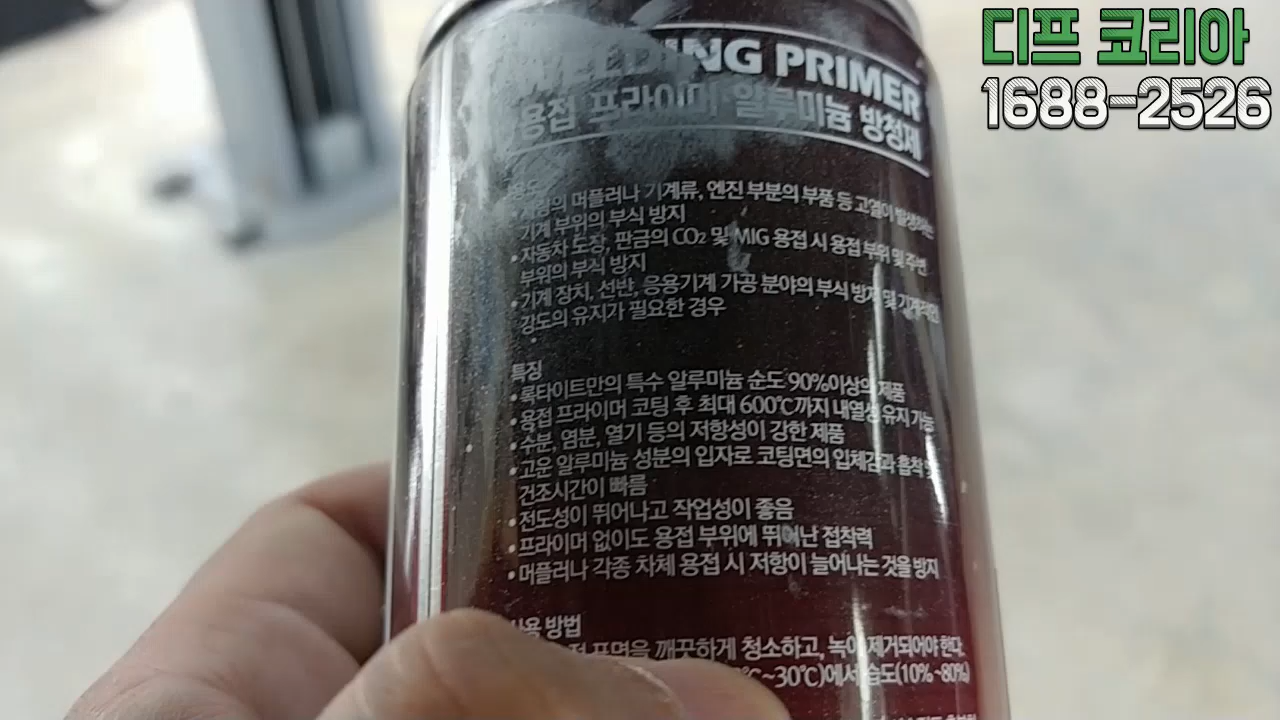 디프 코리아
1688-2526
WELDING PRIMER
용접 프라이머 알루미늄 방청제
머플러나 기계류, 엔진 부분의 부품 등 고열이 발생하는
기계 부위의 부식 방지
•자동차 도장, 판금의 CO₂ 및 MIG 용접 시 용접 부위 및 주변
부위의 부식 방지
•기계 장치, 선반, 응용기계 가공 분야의 부식 방지 및 기계적인
강도의 유지가 필요한 경우
특징
•록타이트만의 특수 알루미늄 순도 90%이상의 제품
•용접 프라이머 코팅 후 최대 600℃까지 내열성 유지 가능
•수분, 염분, 열기 등의 저항성이 강한 제품
•고운 알루미늄 성분의 입자로 코팅면의 입체감과 흡착 및
건조시간이 빠름
•전도성이 뛰어나고 작업성이 좋음
•프라이머 없이도 용접 부위에 뛰어난 접착력
•머플러나 각종 차체 용접 시 저항이 늘어나는 것을 방지
사용 방법
표면을 깨끗하게 청소하고, 녹이 제거되어야 한다.
℃~30℃)에서 습도(10%~80%)